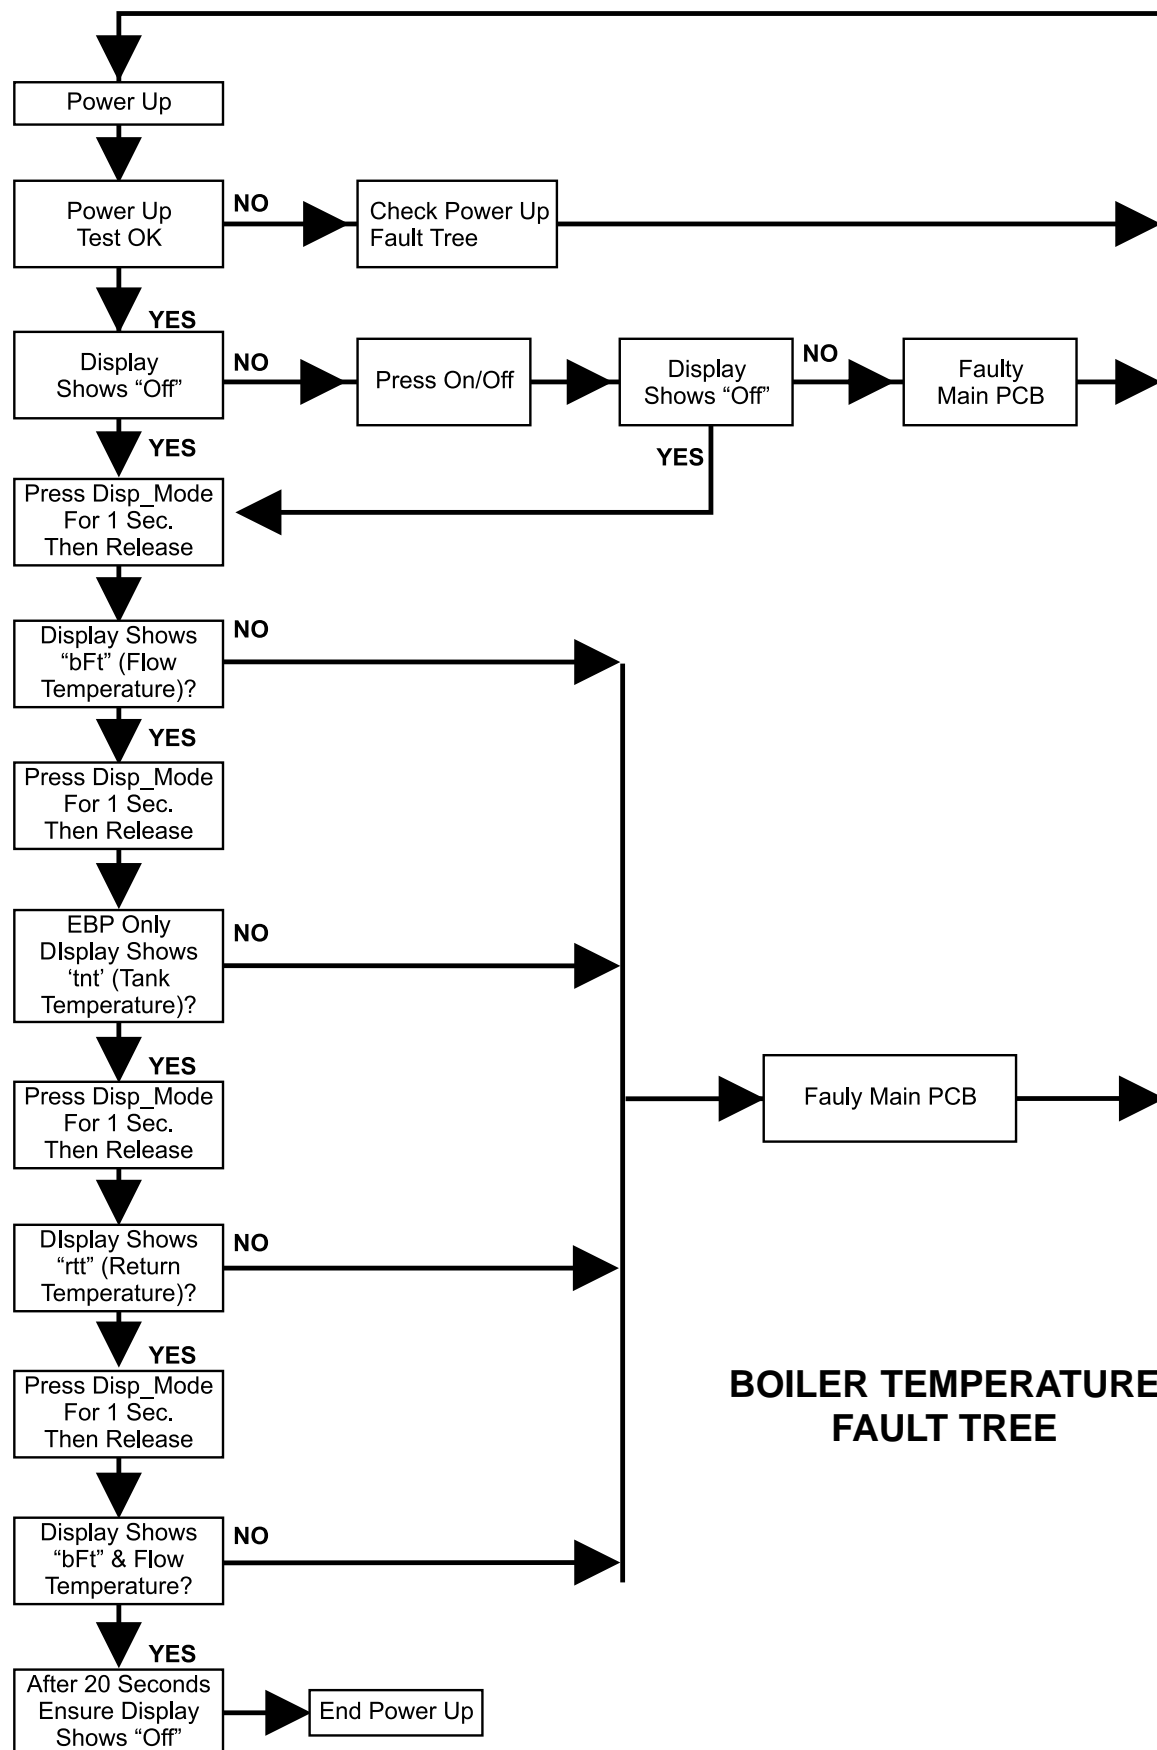 Power Up
Power Up
Test OK
NO
Check Power Up
Fault Tree
YES
Display
Shows “Off”
NO
Press On/Off
Display
Shows “Off”
NO
Faulty
Main PCB
YES
YES
Press Disp_Mode
For 1 Sec.
Then Release
Display Shows
“bFt” (Flow
Temperature)?
NO
YES
Press Disp_Mode
For 1 Sec.
Then Release
EBP Only
DIsplay Shows
‘tnt’ (Tank
Temperature)?
NO
YES
Press Disp_Mode
For 1 Sec.
Then Release
Fauly Main PCB
DIsplay Shows
“rtt” (Return
Temperature)?
NO
YES
Press Disp_Mode
For 1 Sec.
Then Release
BOILER TEMPERATURE
FAULT TREE
Display Shows
“bFt” & Flow
Temperature?
NO
YES
After 20 Seconds
Ensure Display
Shows “Off”
End Power Up